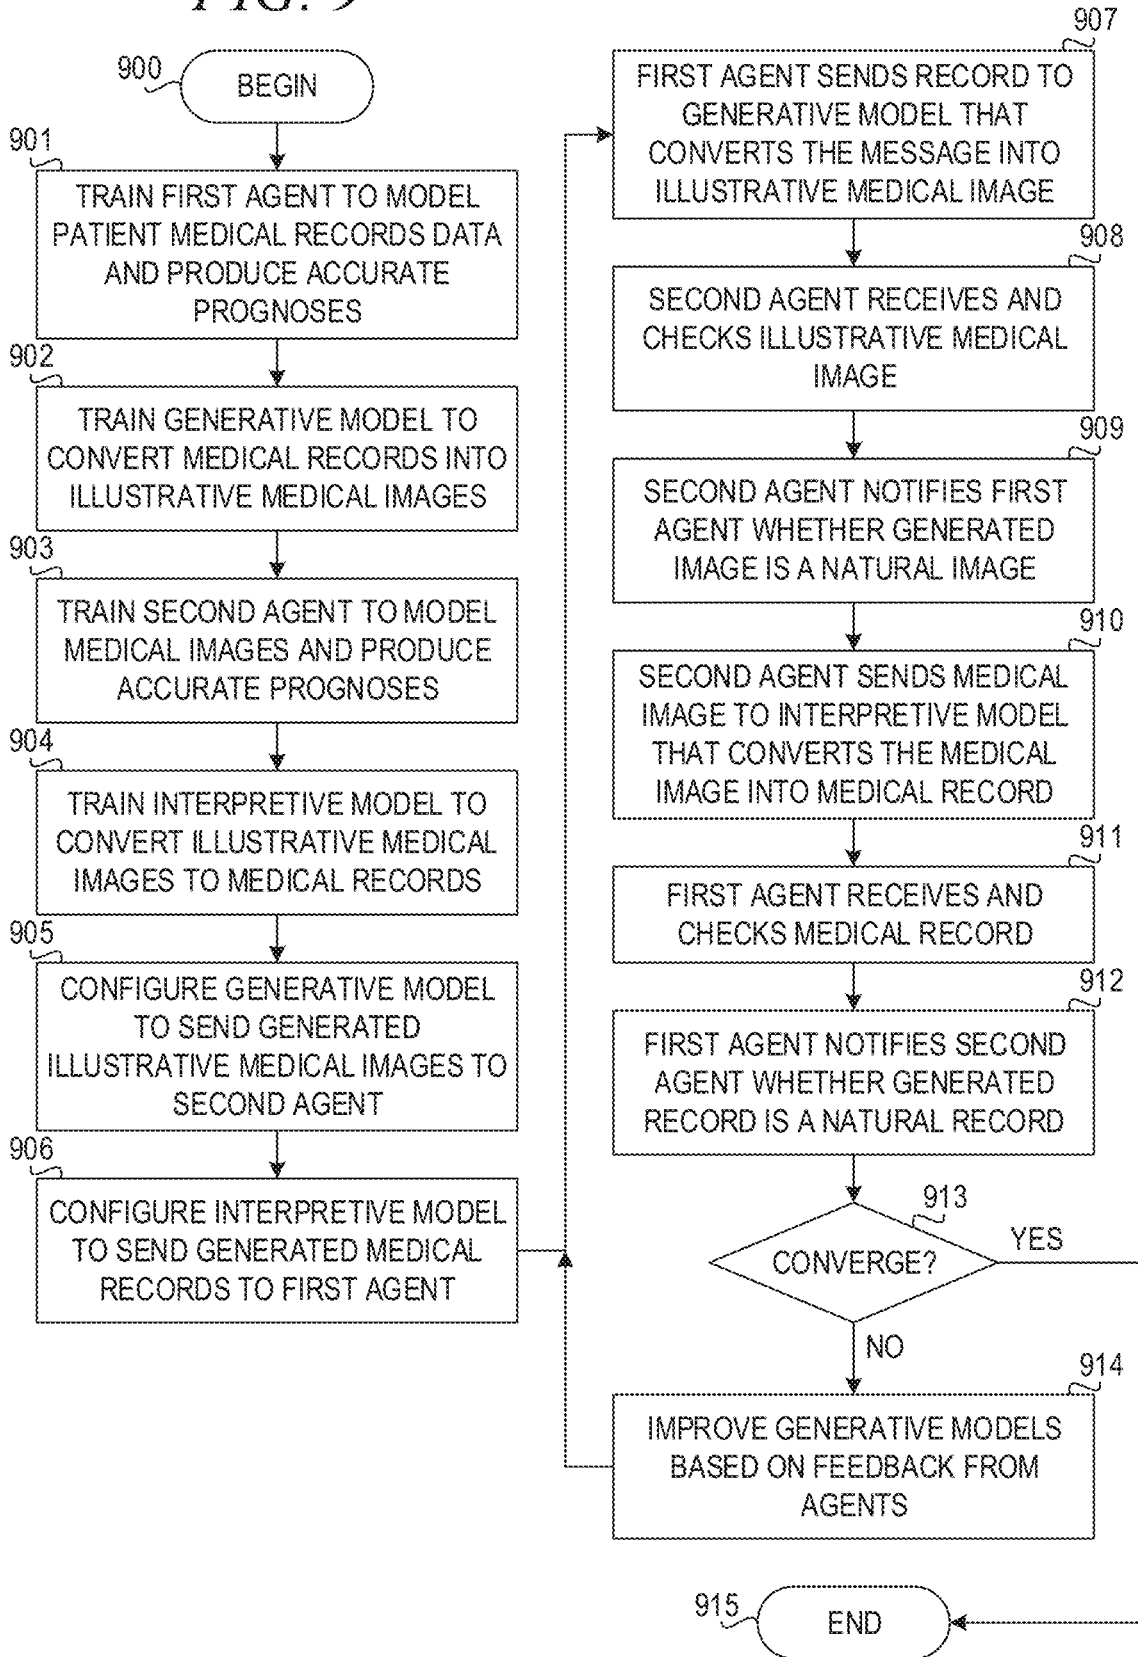 FIG. 9
900
BEGIN
901
TRAIN FIRST AGENT TO MODEL
PATIENT MEDICAL RECORDS DATA
AND PRODUCE ACCURATE
PROGNOSES
902
TRAIN GENERATIVE MODEL TO
CONVERT MEDICAL RECORDS INTO
ILLUSTRATIVE MEDICAL IMAGES
903
TRAIN SECOND AGENT TO MODEL
MEDICAL IMAGES AND PRODUCE
ACCURATE PROGNOSES
904
TRAIN INTERPRETIVE MODEL TO
CONVERT ILLUSTRATIVE MEDICAL
IMAGES TO MEDICAL RECORDS
905
CONFIGURE GENERATIVE MODEL
TO SEND GENERATED
ILLUSTRATIVE MEDICAL IMAGES TO
SECOND AGENT
906
CONFIGURE INTERPRETIVE MODEL
TO SEND GENERATED MEDICAL
RECORDS TO FIRST AGENT
907
FIRST AGENT SENDS RECORD TO
GENERATIVE MODEL THAT
CONVERTS THE MESSAGE INTO
ILLUSTRATIVE MEDICAL IMAGE
908
SECOND AGENT RECEIVES AND
CHECKS ILLUSTRATIVE MEDICAL
IMAGE
909
SECOND AGENT NOTIFIES FIRST
AGENT WHETHER GENERATED
IMAGE IS A NATURAL IMAGE
910
SECOND AGENT SENDS MEDICAL
IMAGE TO INTERPRETIVE MODEL
THAT CONVERTS THE MEDICAL
IMAGE INTO MEDICAL RECORD
911
FIRST AGENT RECEIVES AND
CHECKS MEDICAL RECORD
912
FIRST AGENT NOTIFIES SECOND
AGENT WHETHER GENERATED
RECORD IS A NATURAL RECORD
913
CONVERGE?
YES
NO
914
IMPROVE GENERATIVE MODELS
BASED ON FEEDBACK FROM
AGENTS
915
END